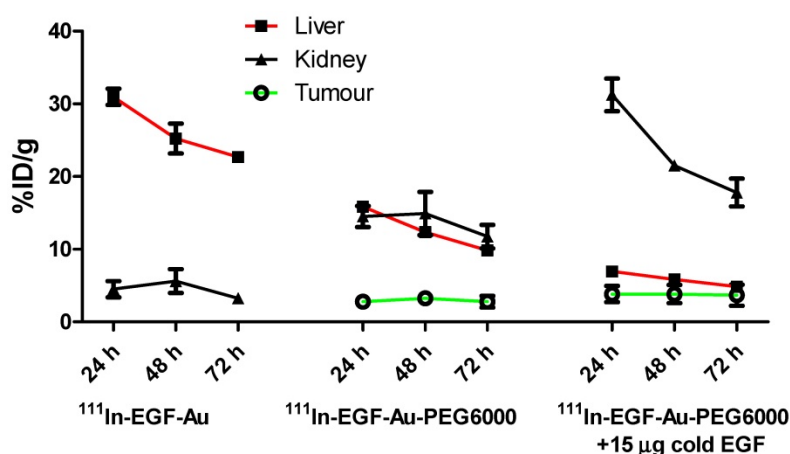 Liver
Kidney
Tumour
%ID/g
40
30
20
10
0
24 h 48 h 72 h 24 h 48 h 72 h 24 h 48 h 72 h
¹¹¹In-EGF-Au ¹¹¹In-EGF-Au-PEG6000 ¹¹¹In-EGF-Au-PEG6000
+15 µg cold EGF